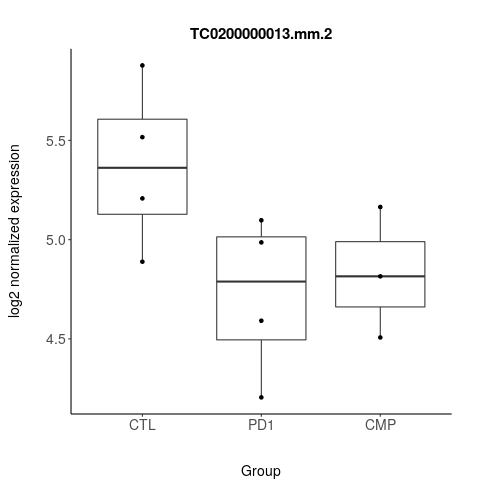 TC0200000013.mm.2
log2 normalized expression
5.5
5.0
4.5
CTL PD1 CMP
Group